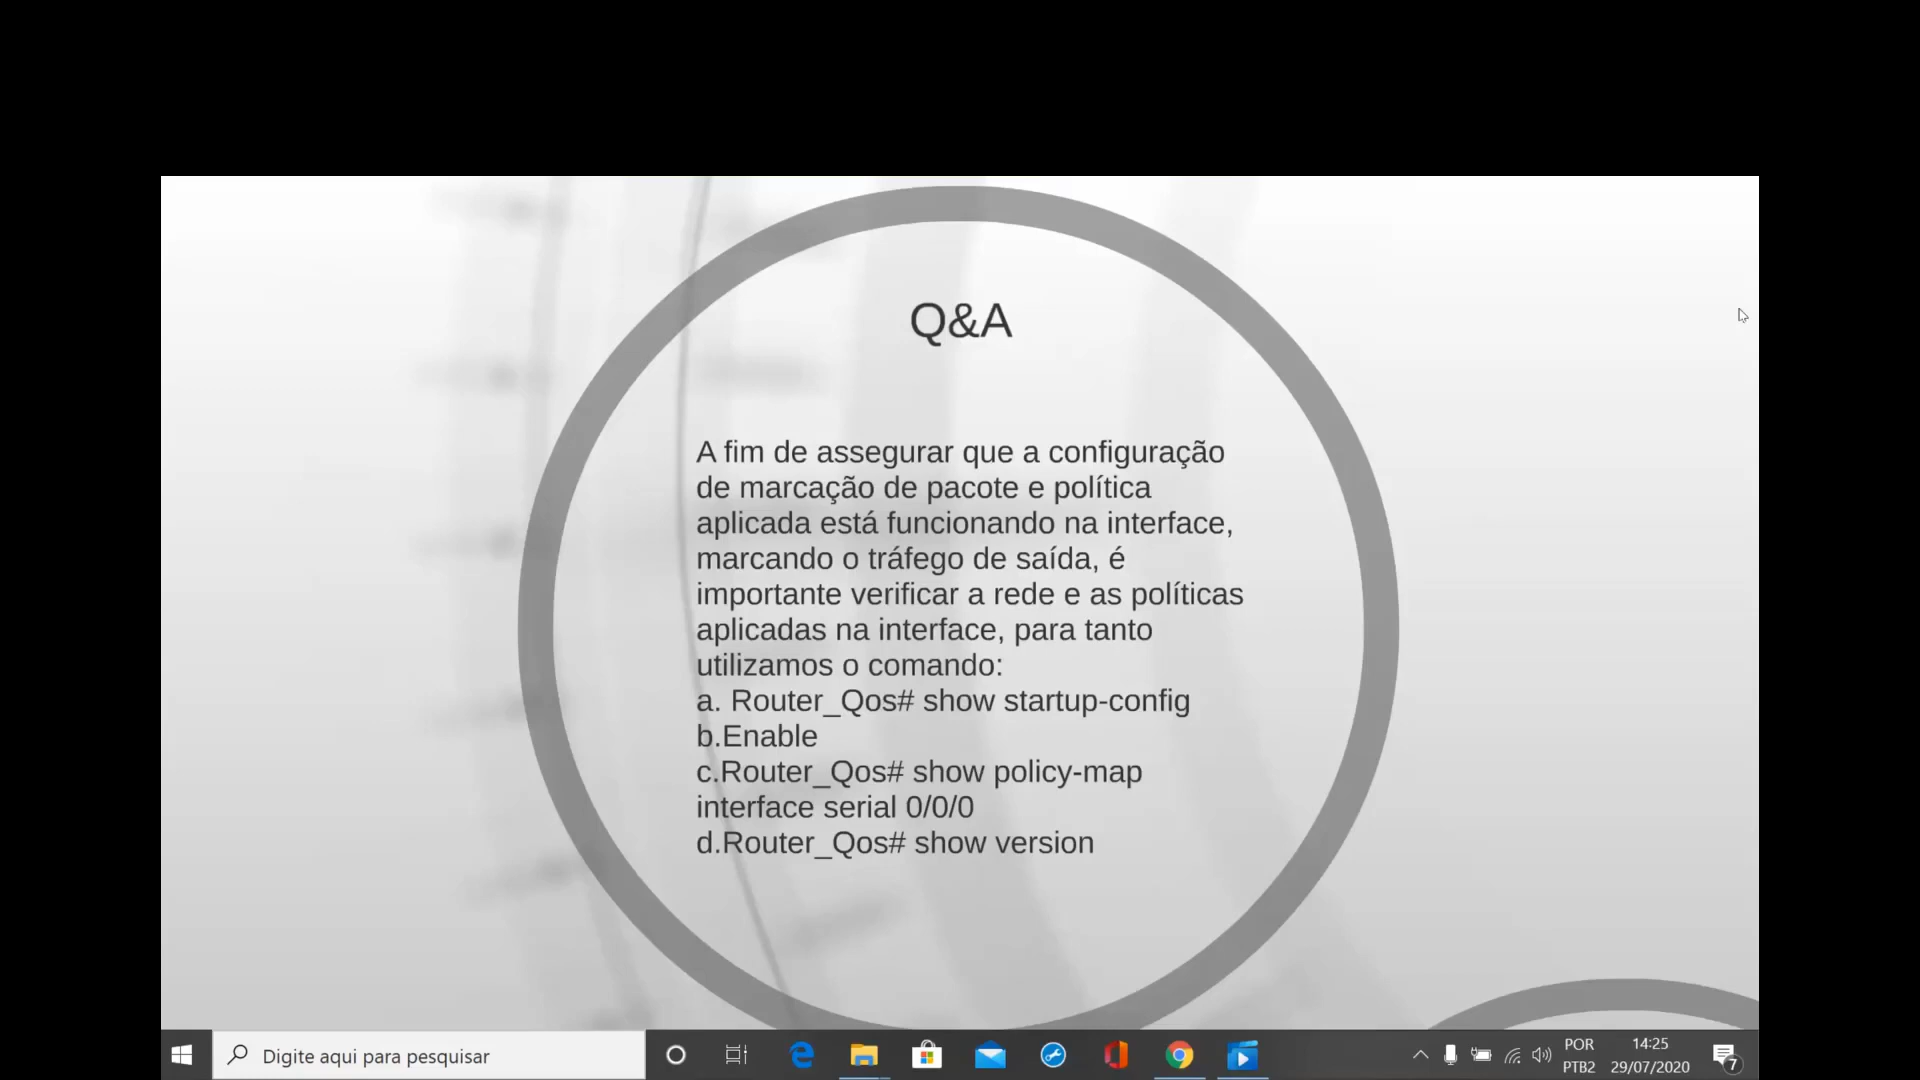 Q&A
A fim de assegurar que a configuração
de marcação de pacote e política
aplicada está funcionando na interface,
marcando o tráfego de saída, é
importante verificar a rede e as políticas
aplicadas na interface, para tanto
utilizamos o comando:
a. Router_Qos# show startup-config
b.Enable
c.Router_Qos# show policy-map
interface serial 0/0/0
d.Router_Qos# show version
Digite aqui para pesquisar
POR
PTB2
14:25
29/07/2020
7